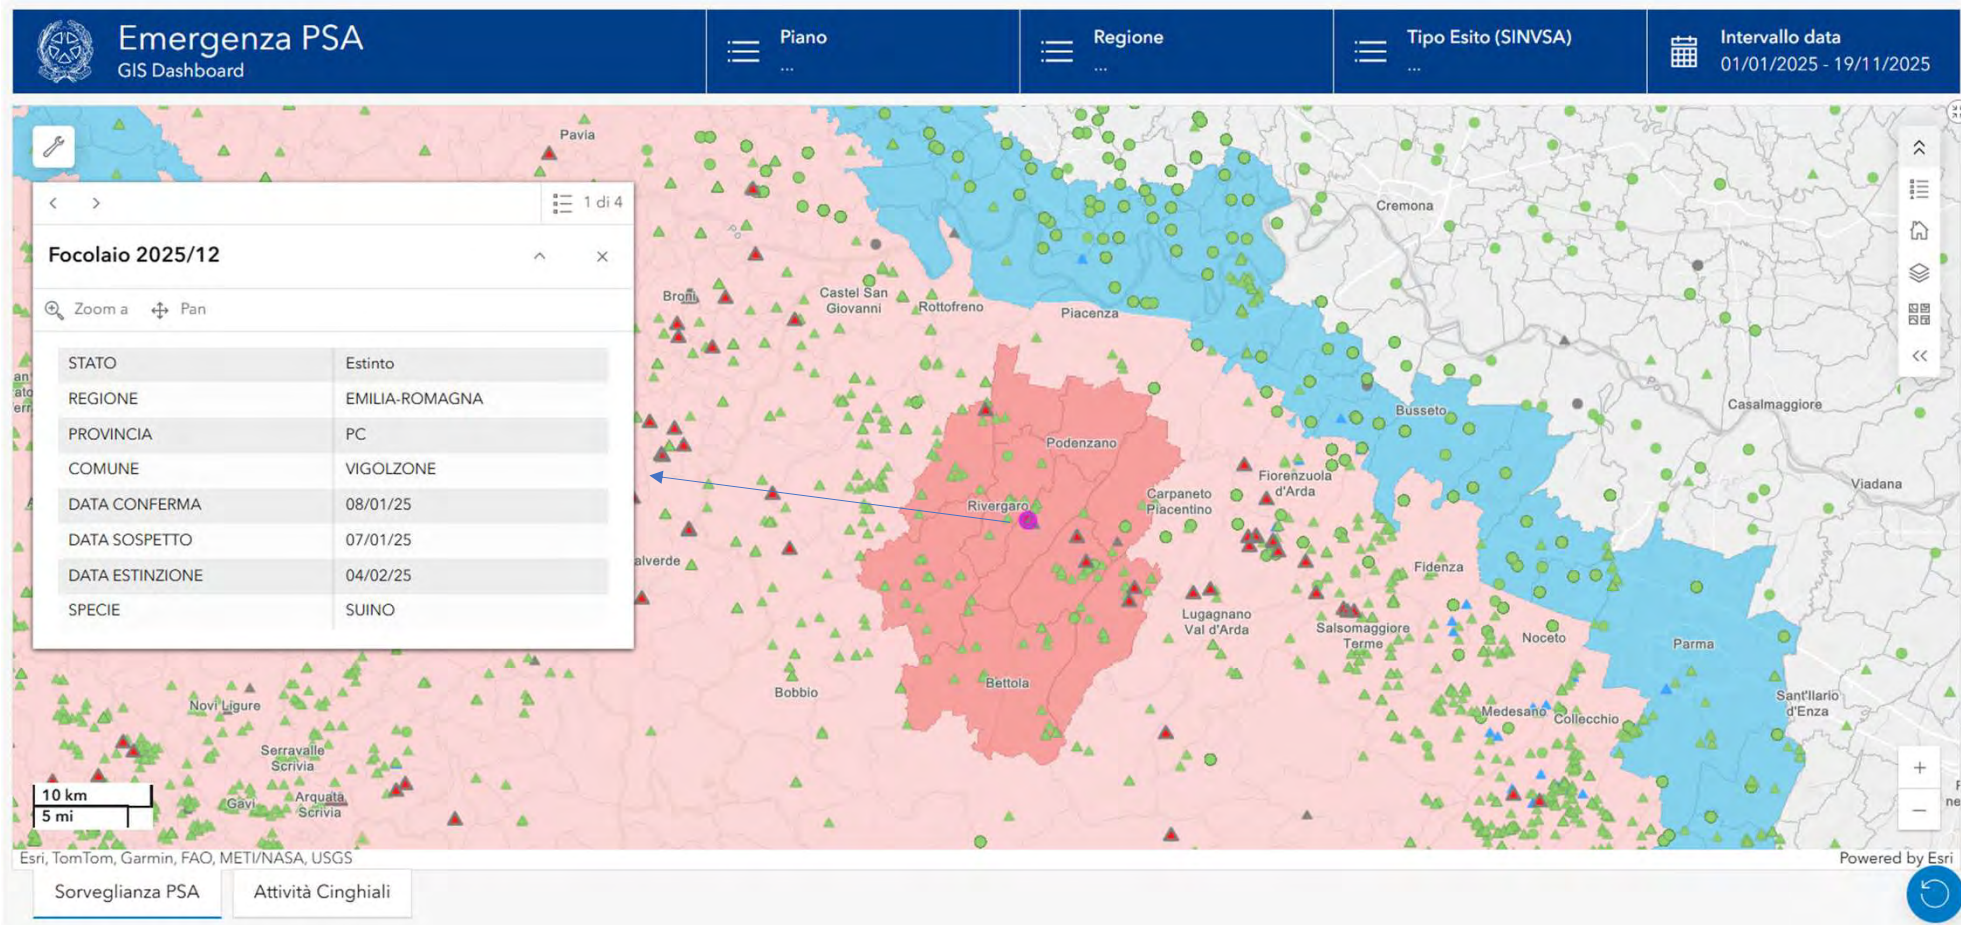 Emergenza PSA
GIS Dashboard
Piano
...
Regione
...
Tipo Esito (SINVSA)
...
Intervallo data
01/01/2025 - 19/11/2025
Pavia
Cremona
1 di 4
Focolaio 2025/12
Zoom a
Pan
STATO Estinto
REGIONE EMILIA-ROMAGNA
PROVINCIA PC
COMUNE VIGOLZONE
DATA CONFERMA 08/01/25
DATA SOSPETTO 07/01/25
DATA ESTINZIONE 04/02/25
SPECIE SUINO
Broni
Castel San
Giovanni
Rottofreno
Piacenza
Busseto
Casalmaggiore
Podenzano
Fiorenzuola
d'Arda
Viadana
Rivergaro
Carpaneto
Piacentino
alverde
Fidenza
Lugagnano
Val d'Arda
Salsomaggiore
Terme
Noceto
Parma
Bobbio
Bettola
Sant'Ilario
d'Enza
Novi Ligure
Medesano
Collecchio
Serravalle
Scrivia
Gavi
Arquata
Scrivia
10 km
5 mi
Esri, TomTom, Garmin, FAO, METI/NASA, USGS
Powered by Esri
Sorveglianza PSA
Attività Cinghiali